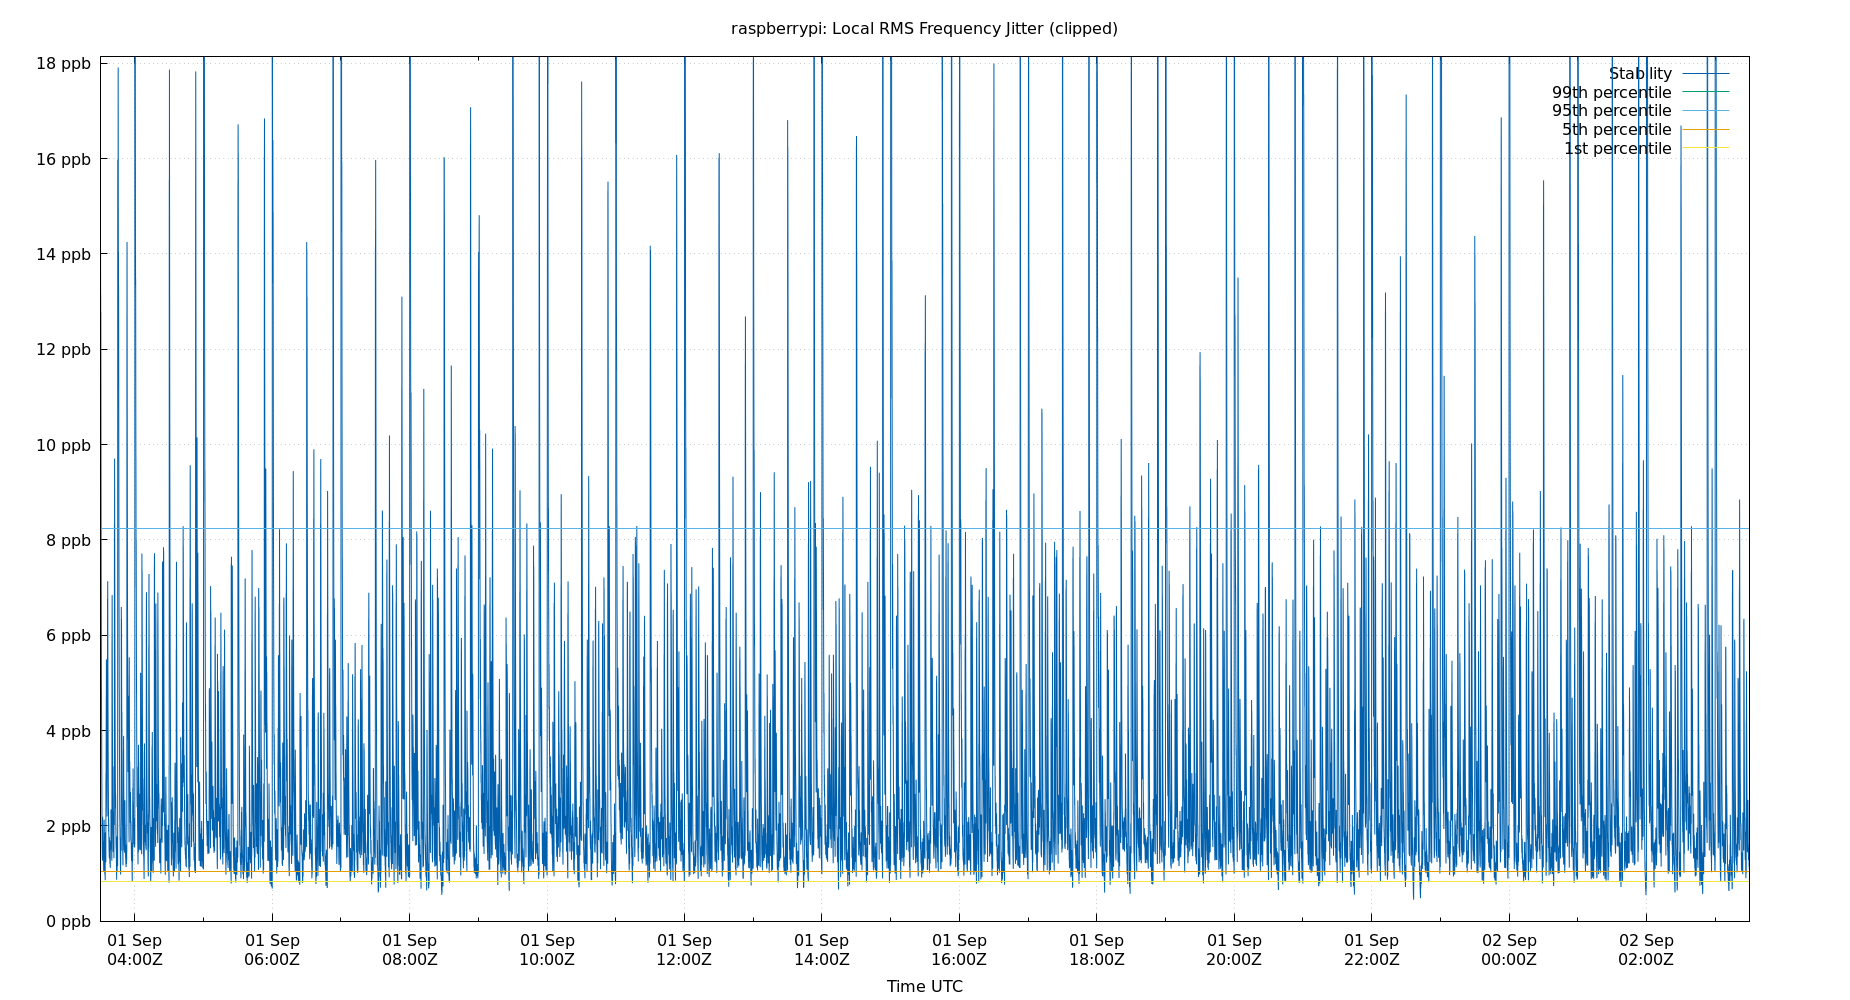 raspberrypi: Local RMS Frequency Jitter (clipped)
18 ppb
16 ppb
14 ppb
12 ppb
10 ppb
8 ppb
6 ppb
4 ppb
2 ppb
0 ppb
Stability
99th percentile
95th percentile
5th percentile
1st percentile
01 Sep 01 Sep 01 Sep 01 Sep 01 Sep 01 Sep 01 Sep 01 Sep 01 Sep 01 Sep 02 Sep 02 Sep
04:00Z 06:00Z 08:00Z 10:00Z 12:00Z 14:00Z 16:00Z 18:00Z 20:00Z 22:00Z 00:00Z 02:00Z
Time UTC